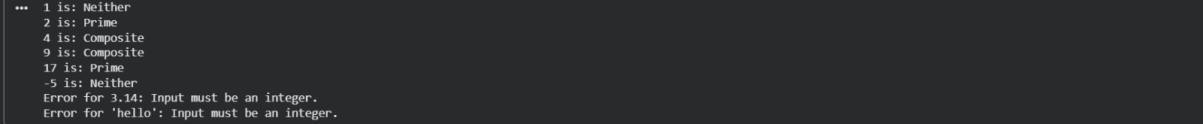 1 is: Neither
2 is: Prime
4 is: Composite
9 is: Composite
17 is: Prime
-5 is: Neither
Error for 3.14: Input must be an integer.
Error for 'hello': Input must be an integer.